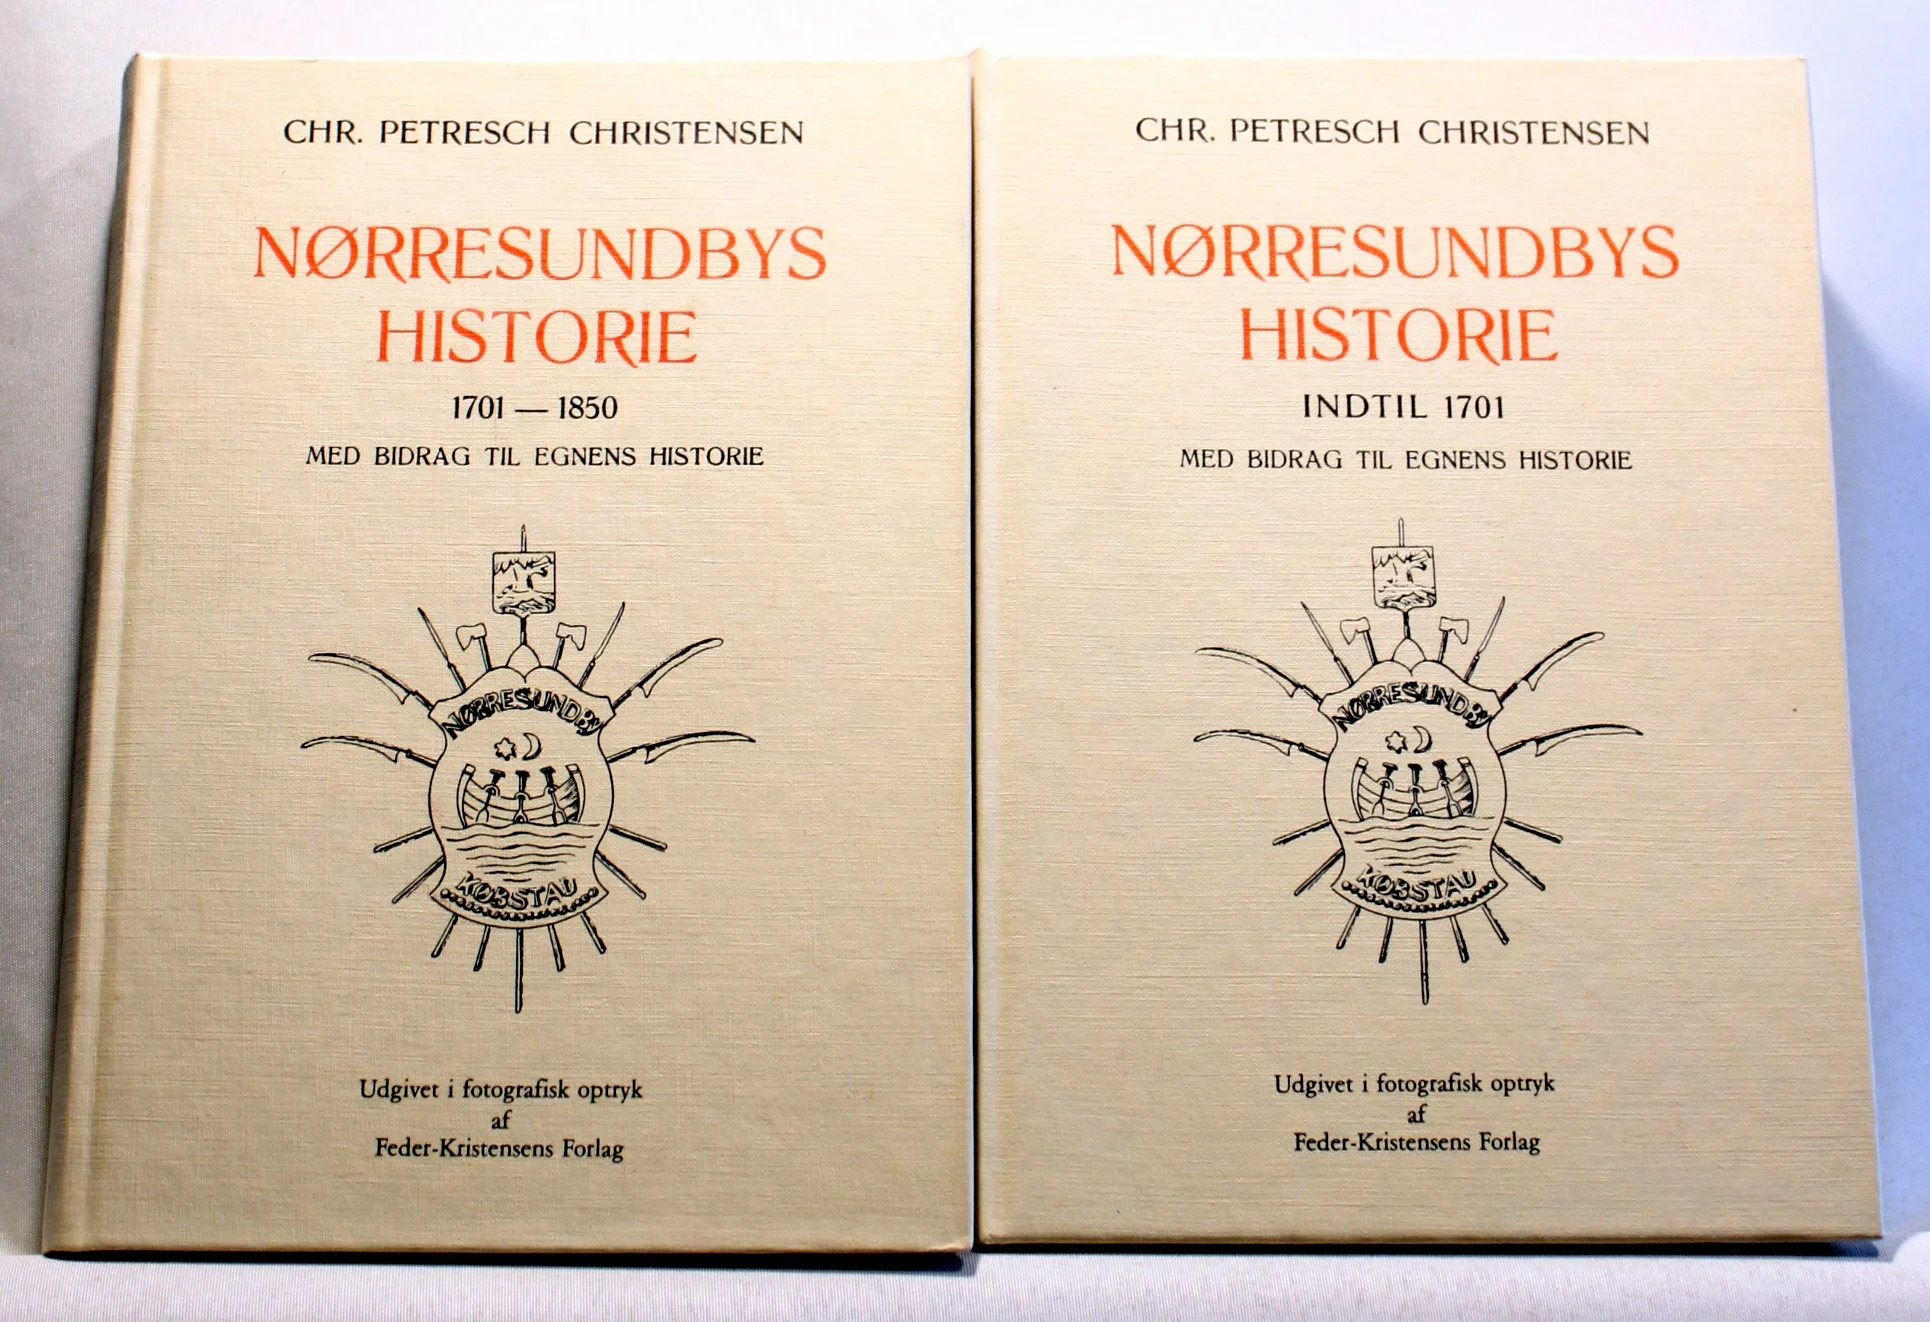 CHR. PETRESCH CHRISTENSEN
NØRRESUNDBYS
HISTORIE
1701 — 1850
MED BIDRAG TIL EGNENS HISTORIE
NØRRESUNDBY
KØBSTAD
Udgivet i fotografisk optryk
af
Feder-Kristensens Forlag
CHR. PETRESCH CHRISTENSEN
NØRRESUNDBYS
HISTORIE
INDTIL 1701
MED BIDRAG TIL EGNENS HISTORIE
NØRRESUNDBY
KØBSTAD
Udgivet i fotografisk optryk
af
Feder-Kristensens Forlag